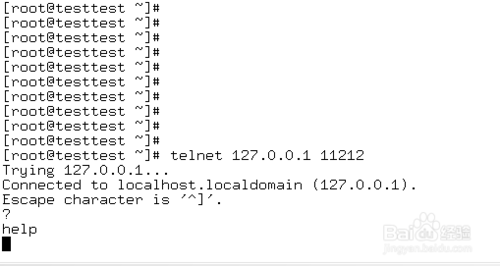 [root@testtest ~]#
[root@testtest ~]#
[root@testtest ~]#
[root@testtest ~]#
[root@testtest ~]#
[root@testtest ~]#
[root@testtest ~]#
[root@testtest ~]#
[root@testtest ~]#
[root@testtest ~]#
[root@testtest ~]# telnet 127.0.0.1 11212
Trying 127.0.0.1...
Connected to localhost.localdomain (127.0.0.1).
Escape character is '^]'.
?
help
Baidu 经验
jingyan.baidu.com